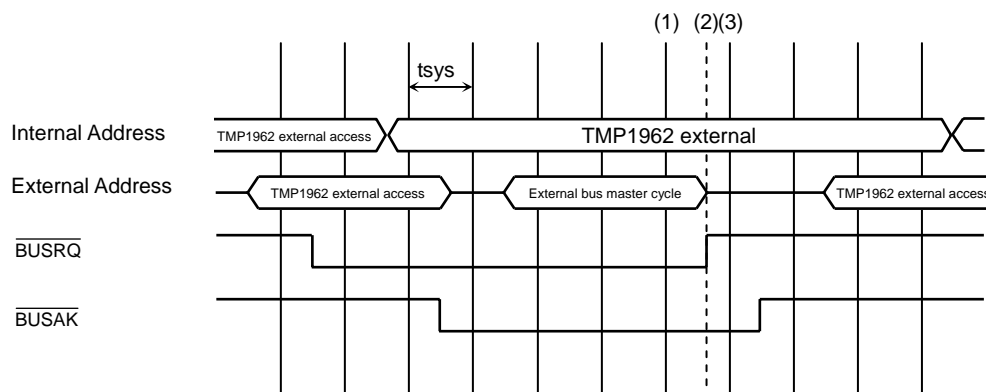 (1) (2)(3)
tsys
Internal Address TMP1962 external access TMP1962 external
External Address TMP1962 external access External bus master cycle TMP1962 external access
BUSRQ
BUSAK